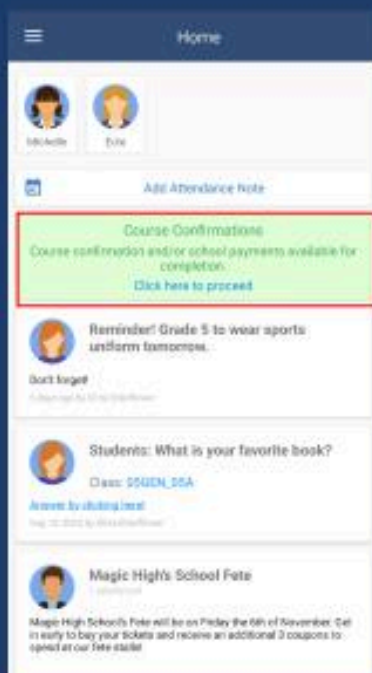 Home
Michelle
Add Attendance Note
Course Confirmations
Course confirmation and/or school payments available for
completion.
Click here to proceed
Reminder! Grade 5 to wear sports
uniform tomorrow.
Don't forget!
Students: What is your favorite book?
Class:
Answer by clicking here!
Magic High's School Fete
Magic High School's Fete will be on Friday the 6th of November. Get
in early to buy your tickets and receive an additional 3 coupons to
spend at our fete stalls!